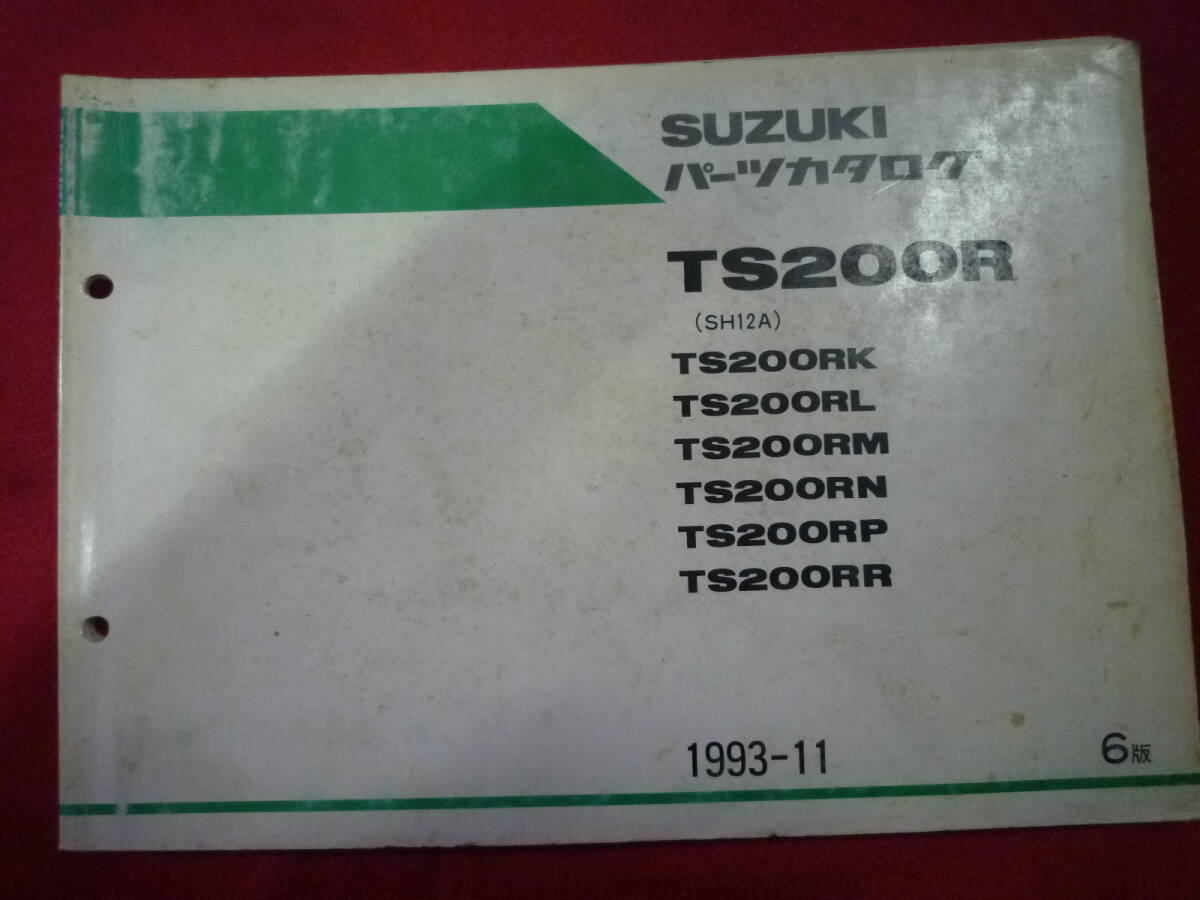 SUZUKI
パーツカタログ
TS200R
(SH12A)
TS200RK
TS200RL
TS200RM
TS200RN
TS200RP
TS200RR
1993-11
6版